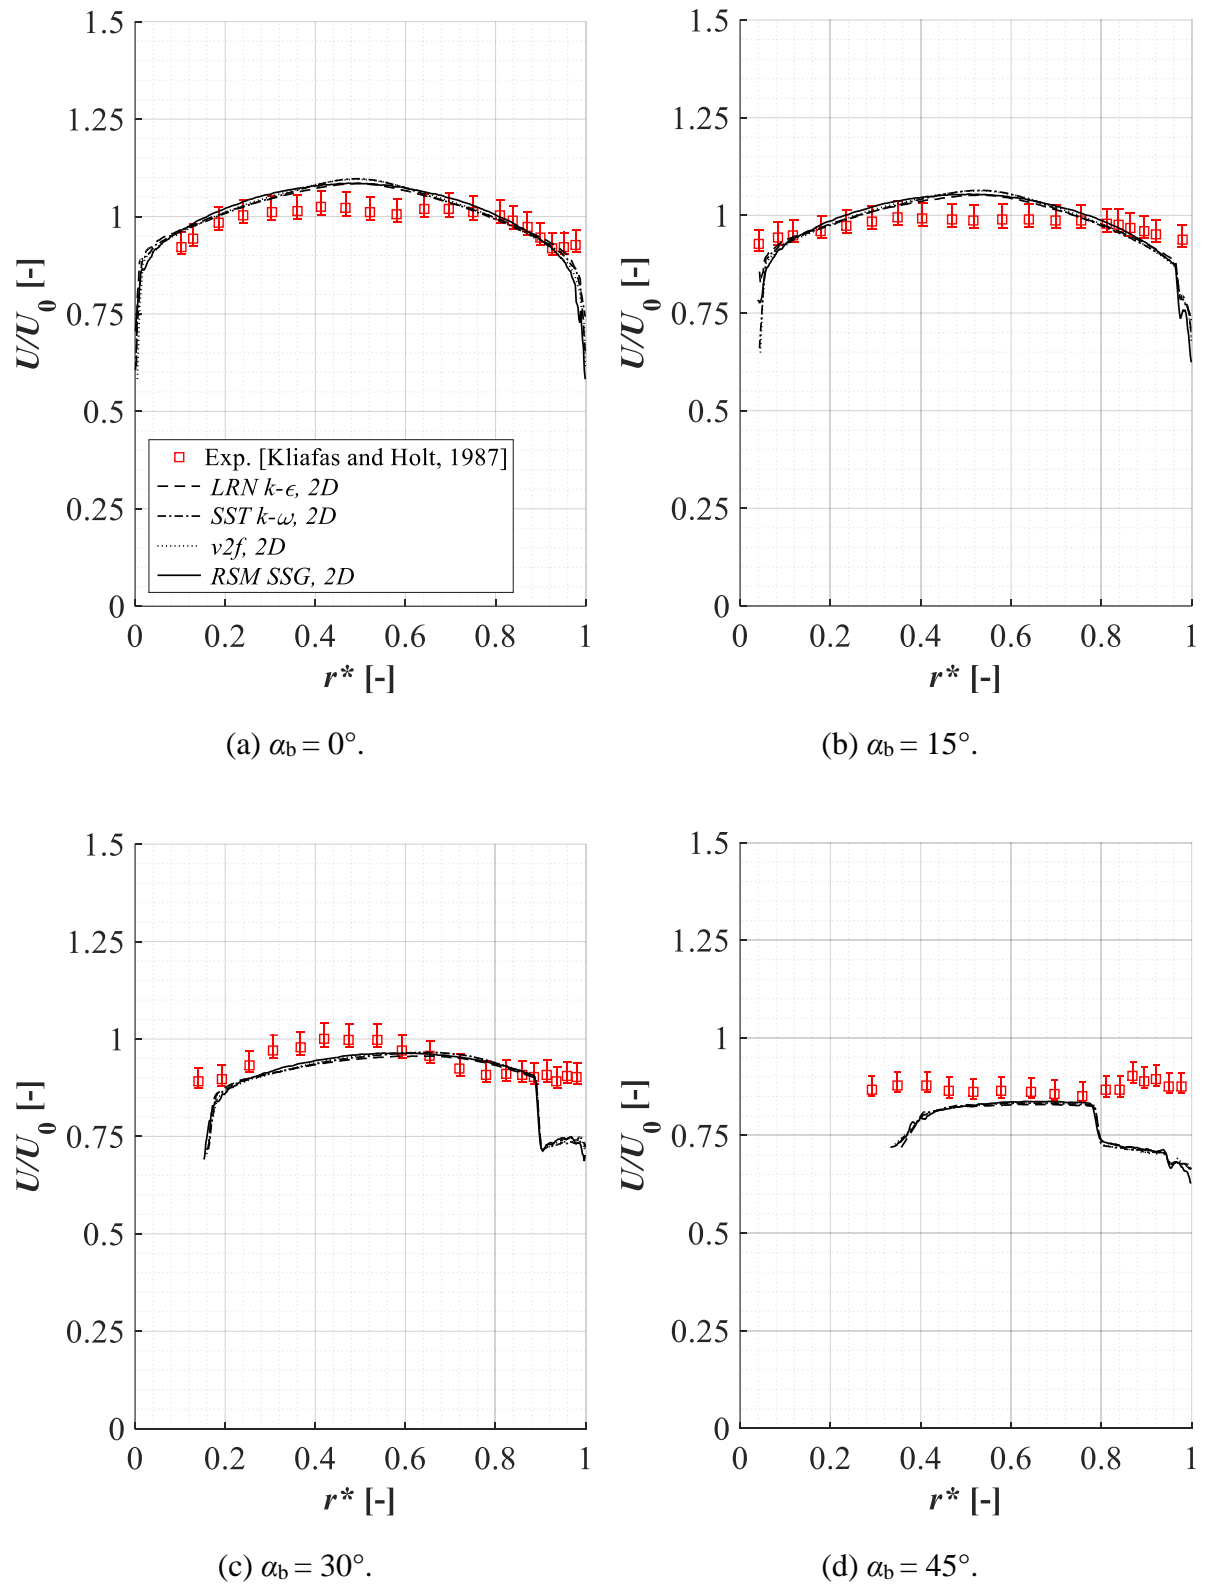 1.5
1.25
1
0.75
0.5
0.25
0
U/U0 [-]
Exp. [Kliafas and Holt, 1987]
LRN k-ϵ, 2D
SST k-ω, 2D
v2f, 2D
RSM SSG, 2D
0 0.2 0.4 0.6 0.8 1
r* [-]
(a) αb = 0°.
1.5
1.25
1
0.75
0.5
0.25
0
U/U0 [-]
0 0.2 0.4 0.6 0.8 1
r* [-]
(b) αb = 15°.
1.5
1.25
1
0.75
0.5
0.25
0
U/U0 [-]
0 0.2 0.4 0.6 0.8 1
r* [-]
(c) αb = 30°.
1.5
1.25
1
0.75
0.5
0.25
0
U/U0 [-]
0 0.2 0.4 0.6 0.8 1
r* [-]
(d) αb = 45°.